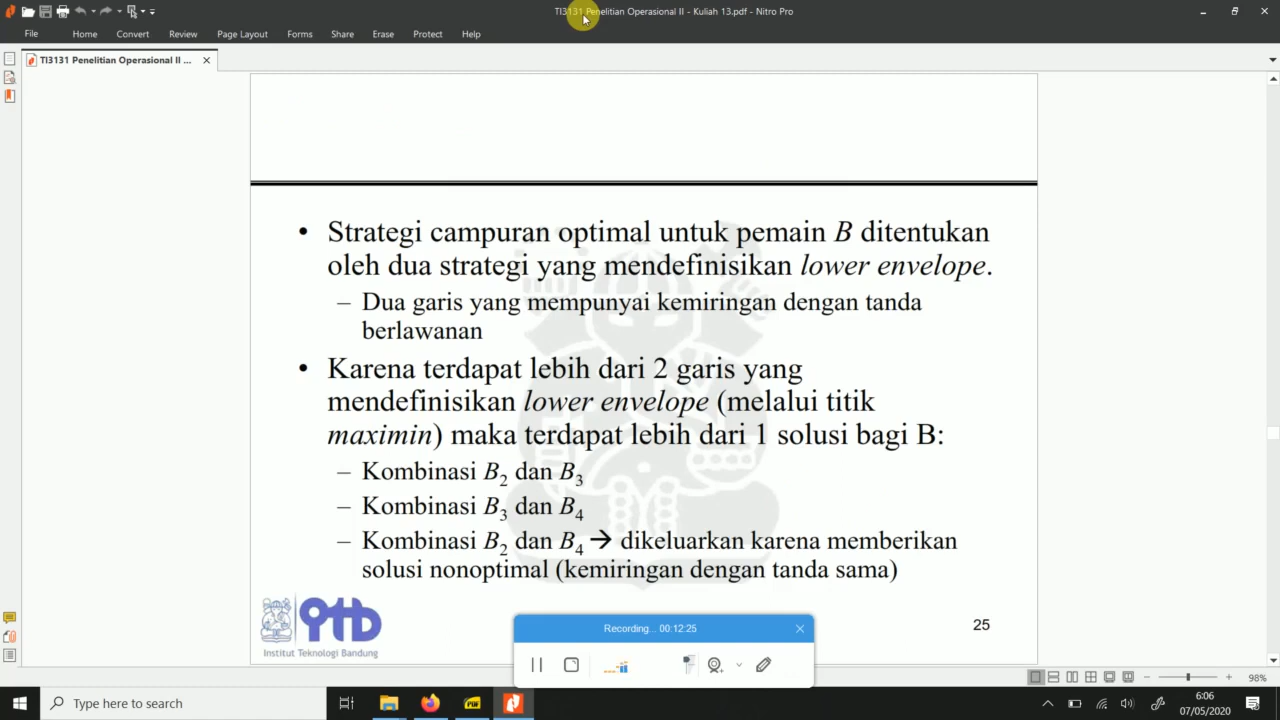 TI3131 Penelitian Operasional II - Kuliah 13.pdf - Nitro Pro
File Home Convert Review Page Layout Forms Share Erase Protect Help
TI3131 Penelitian Operasional II ...
• Strategi campuran optimal untuk pemain B ditentukan
oleh dua strategi yang mendefinisikan lower envelope.
– Dua garis yang mempunyai kemiringan dengan tanda
berlawanan
• Karena terdapat lebih dari 2 garis yang
mendefinisikan lower envelope (melalui titik
maximin) maka terdapat lebih dari 1 solusi bagi B:
– Kombinasi B2 dan B3
– Kombinasi B3 dan B4
– Kombinasi B2 dan B4 → dikeluarkan karena memberikan
solusi nonoptimal (kemiringan dengan tanda sama)
Institut Teknologi Bandung
25
Recording... 00:12:25
98%
Type here to search
PDF
6:06
07/05/2020